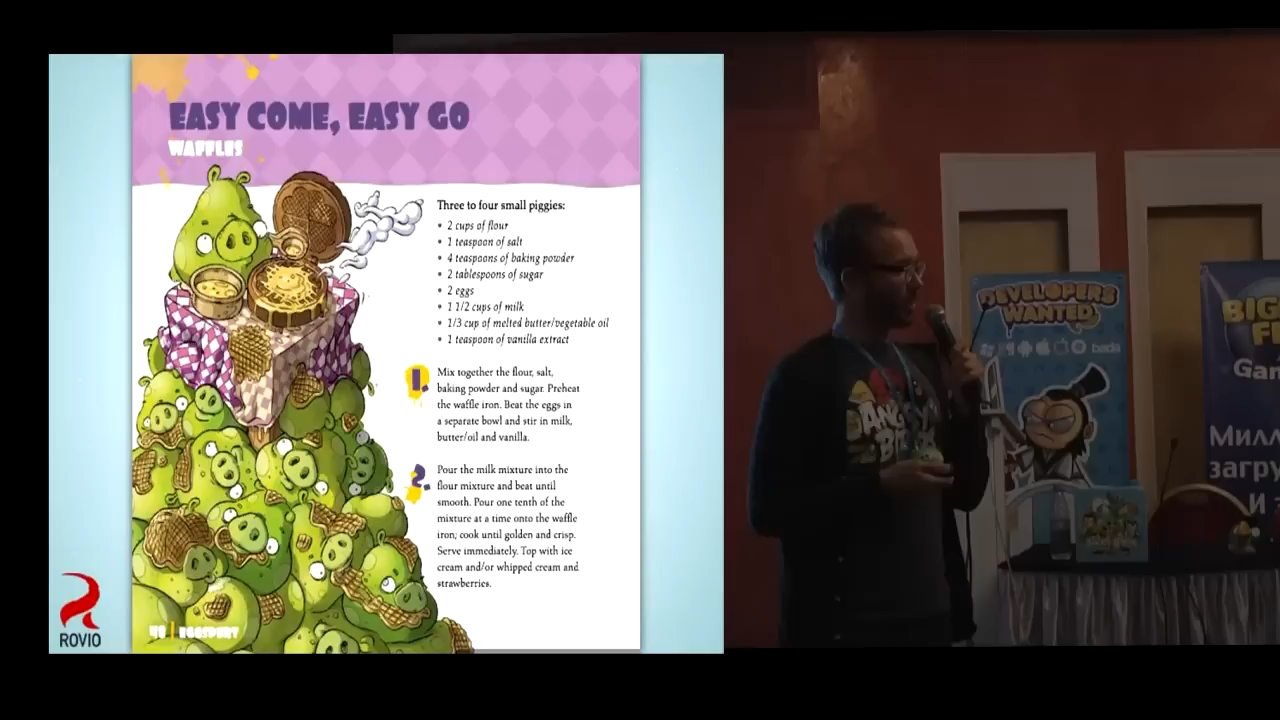 EASY COME, EASY GO
WAFFLES
Three to four small piggies:
• 2 cups of flour
• 1 teaspoon of salt
• 4 teaspoons of baking powder
• 2 tablespoons of sugar
• 2 eggs
• 1 1/2 cups of milk
• 1/3 cup of melted butter/vegetable oil
• 1 teaspoon of vanilla extract
1.
Mix together the flour, salt,
baking powder and sugar. Preheat
the waffle iron. Beat the eggs in
a separate bowl and stir in milk,
butter/oil and vanilla.
2.
Pour the milk mixture into the
flour mixture and beat until
smooth. Pour one tenth of the
mixture at a time onto the waffle
iron; cook until golden and crisp.
Serve immediately. Top with ice
cream and/or whipped cream and
strawberries.
ROVIO
DEVELOPERS
WANTED
bada
ANGRY
BIG
Милл
загру
и